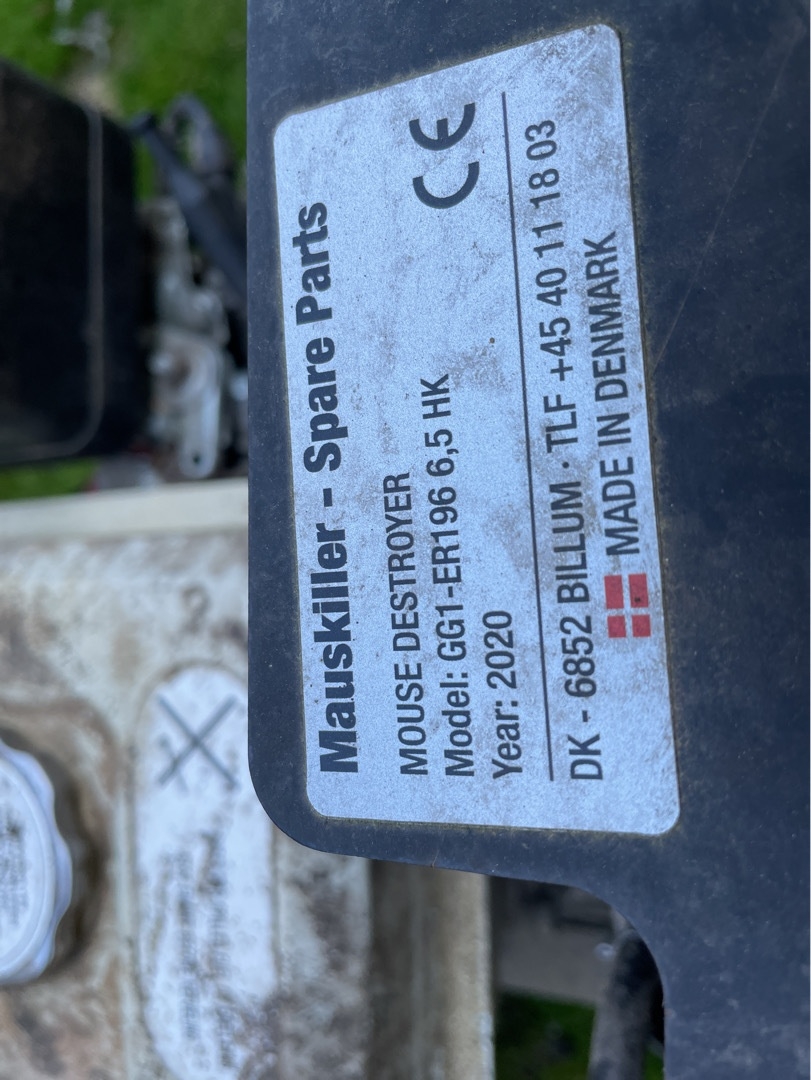 Mauskiller - Spare Parts
MOUSE DESTROYER
Model: GG1-ER196 6,5 HK
Year: 2020
CE
DK - 6852 BILLUM · TLF +45 40 11 18 03
MADE IN DENMARK